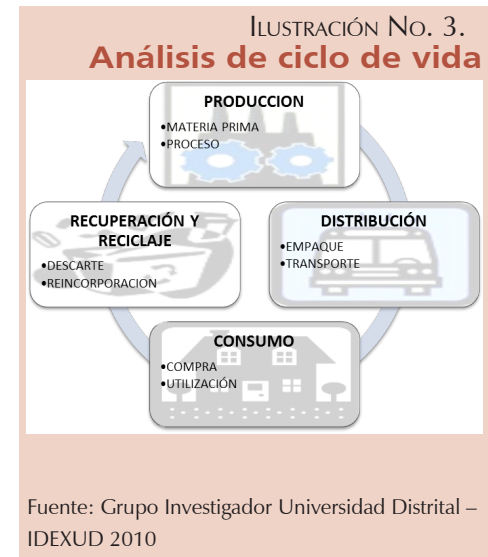 Ilustración No. 3.
Análisis de ciclo de vida
PRODUCCION
•MATERIA PRIMA
•PROCESO
DISTRIBUCIÓN
•EMPAQUE
•TRANSPORTE
CONSUMO
•COMPRA
•UTILIZACIÓN
RECUPERACIÓN Y
RECICLAJE
•DESCARTE
•REINCORPORACION
Fuente: Grupo Investigador Universidad Distrital –
IDEXUD 2010